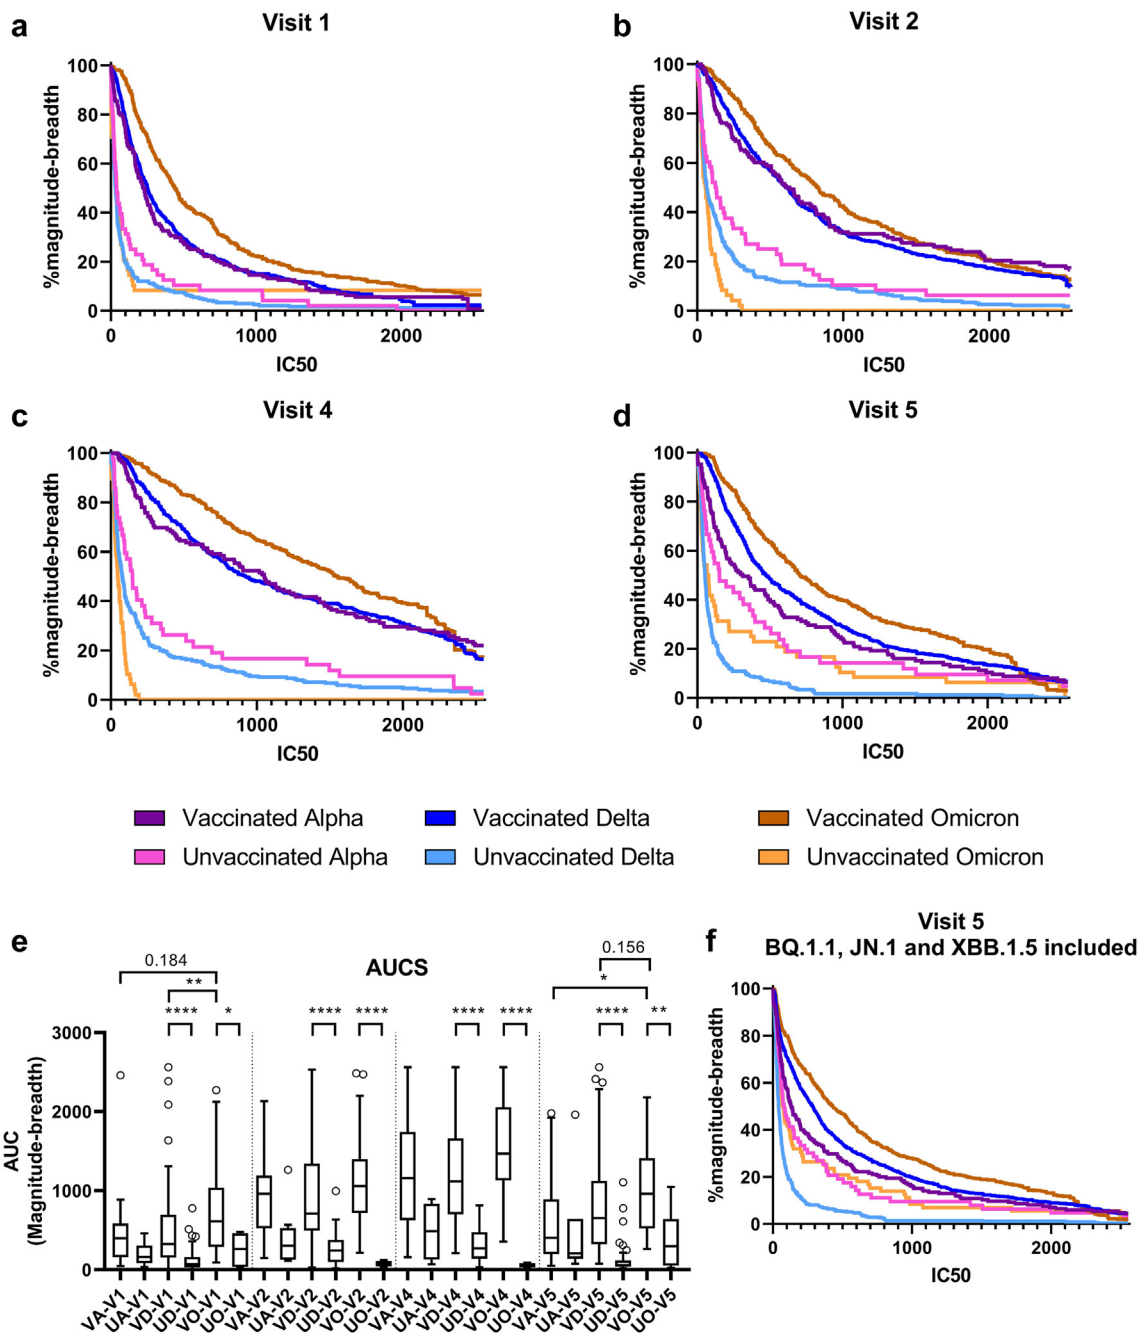 a
Visit 1
%magnitude-breadth
100
80
60
40
20
0
0
1000
2000
IC50
b
Visit 2
%magnitude-breadth
100
80
60
40
20
0
0
1000
2000
IC50
c
Visit 4
%magnitude-breadth
100
80
60
40
20
0
0
1000
2000
IC50
d
Visit 5
%magnitude-breadth
100
80
60
40
20
0
0
1000
2000
IC50
Vaccinated Alpha
Vaccinated Delta
Vaccinated Omicron
Unvaccinated Alpha
Unvaccinated Delta
Unvaccinated Omicron
e
AUCS
0.184
0.156
**
*
****
*
****
****
****
****
****
**
AUC
(Magnitude-breadth)
3000
2000
1000
0
VA-V1
UA-V1
VD-V1
UD-V1
VO-V1
UO-V1
VA-V2
UA-V2
VD-V2
UD-V2
VO-V2
UO-V2
VA-V4
UA-V4
VD-V4
UD-V4
VO-V4
UO-V4
VA-V5
UA-V5
VD-V5
UD-V5
VO-V5
UO-V5
f
Visit 5
BQ.1.1, JN.1 and XBB.1.5 included
%magnitude-breadth
100
80
60
40
20
0
0
1000
2000
IC50